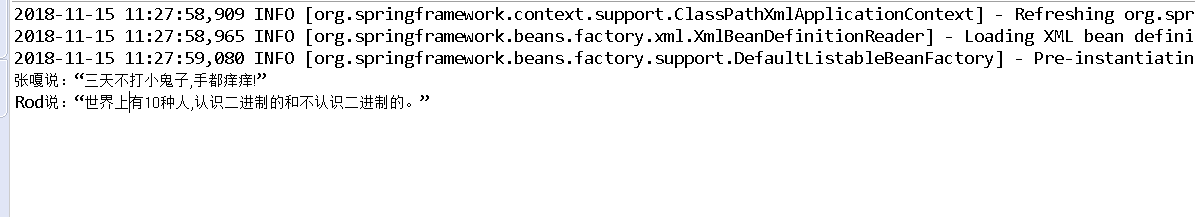 2018-11-15 11:27:58,909 INFO [org.springframework.context.support.ClassPathXmlApplicationContext] - Refreshing org.spr
2018-11-15 11:27:58,965 INFO [org.springframework.beans.factory.xml.XmlBeanDefinitionReader] - Loading XML bean defini
2018-11-15 11:27:59,080 INFO [org.springframework.beans.factory.support.DefaultListableBeanFactory] - Pre-instantiatin
张嘎说：“三天不打小鬼子,手都痒痒!”
Rod说：“世界上有10种人,认识二进制的和不认识二进制的。”